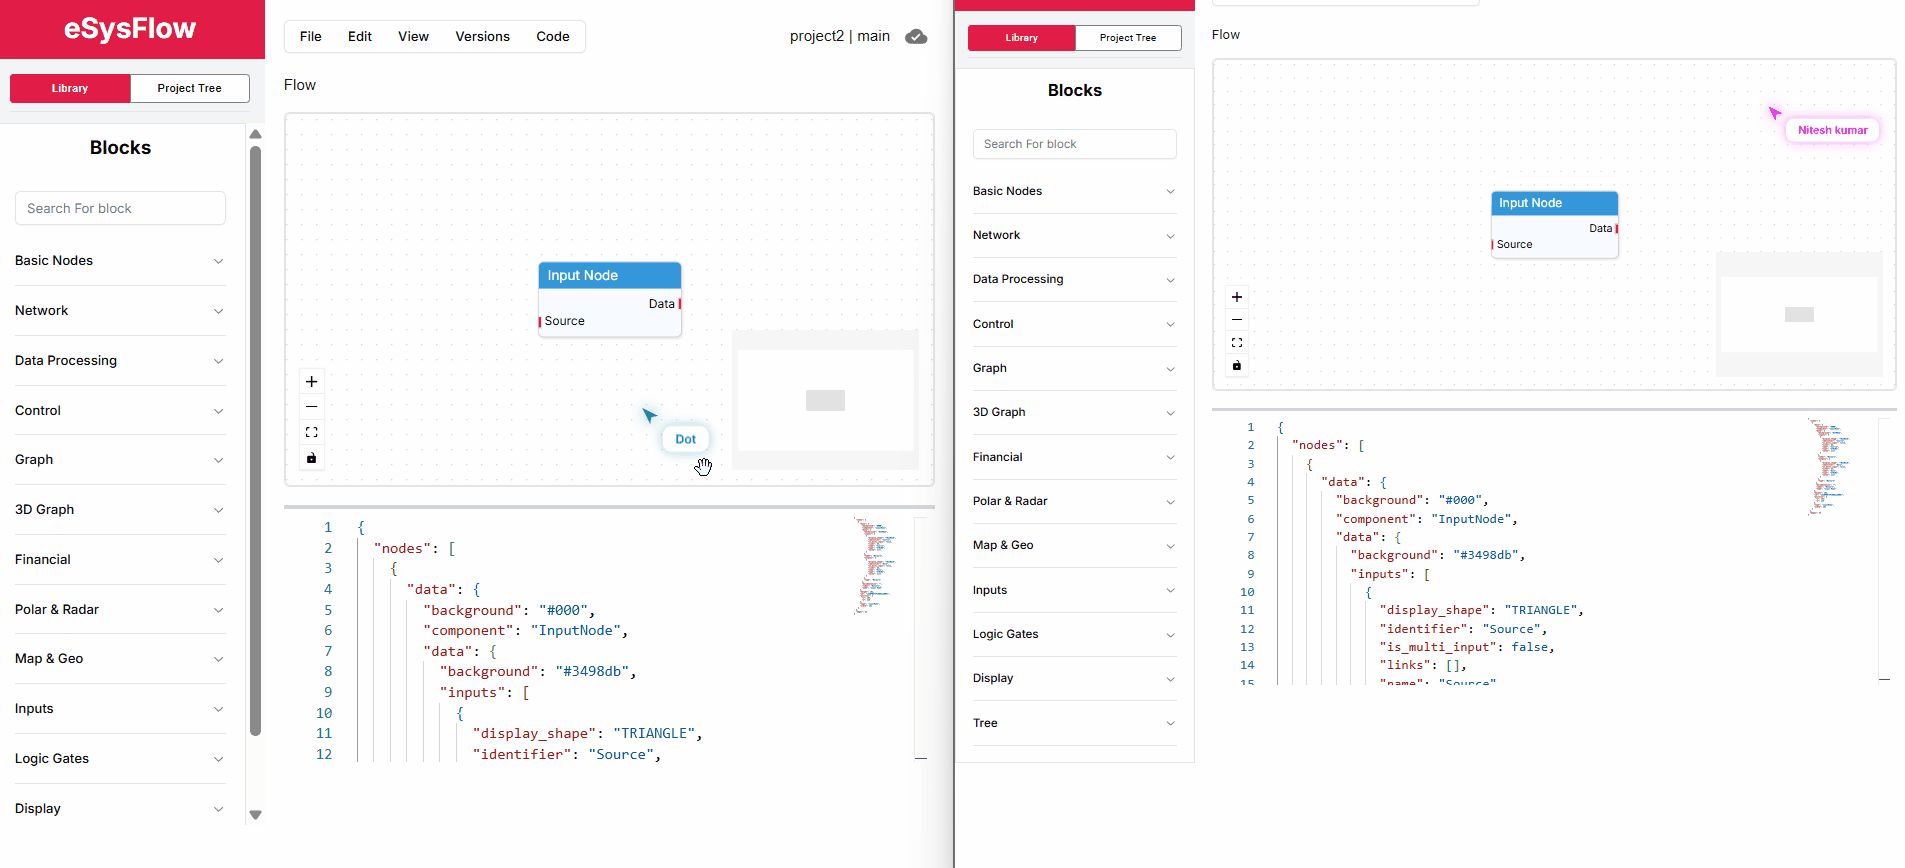 eSysFlow
File Edit View Versions Code
project2 | main
Library Project Tree
Flow
Blocks
Search For block
Basic Nodes
Network
Data Processing
Control
Graph
3D Graph
Financial
Polar & Radar
Map & Geo
Inputs
Logic Gates
Display
Input Node
Data
Source
Dot
1 {
2 "nodes": [
3 {
4 "data": {
5 "background": "#000",
6 "component": "InputNode",
7 "data": {
8 "background": "#3498db",
9 "inputs": [
10 {
11 "display_shape": "TRIANGLE",
12 "identifier": "Source",
Library Project Tree
Flow
Blocks
Search For block
Basic Nodes
Network
Data Processing
Control
Graph
3D Graph
Financial
Polar & Radar
Map & Geo
Inputs
Logic Gates
Display
Tree
Nitesh kumar
Input Node
Data
Source
1 {
2 "nodes": [
3 {
4 "data": {
5 "background": "#000",
6 "component": "InputNode",
7 "data": {
8 "background": "#3498db",
9 "inputs": [
10 {
11 "display_shape": "TRIANGLE",
12 "identifier": "Source",
13 "is_multi_input": false,
14 "links": [],
15 "name": "Source"